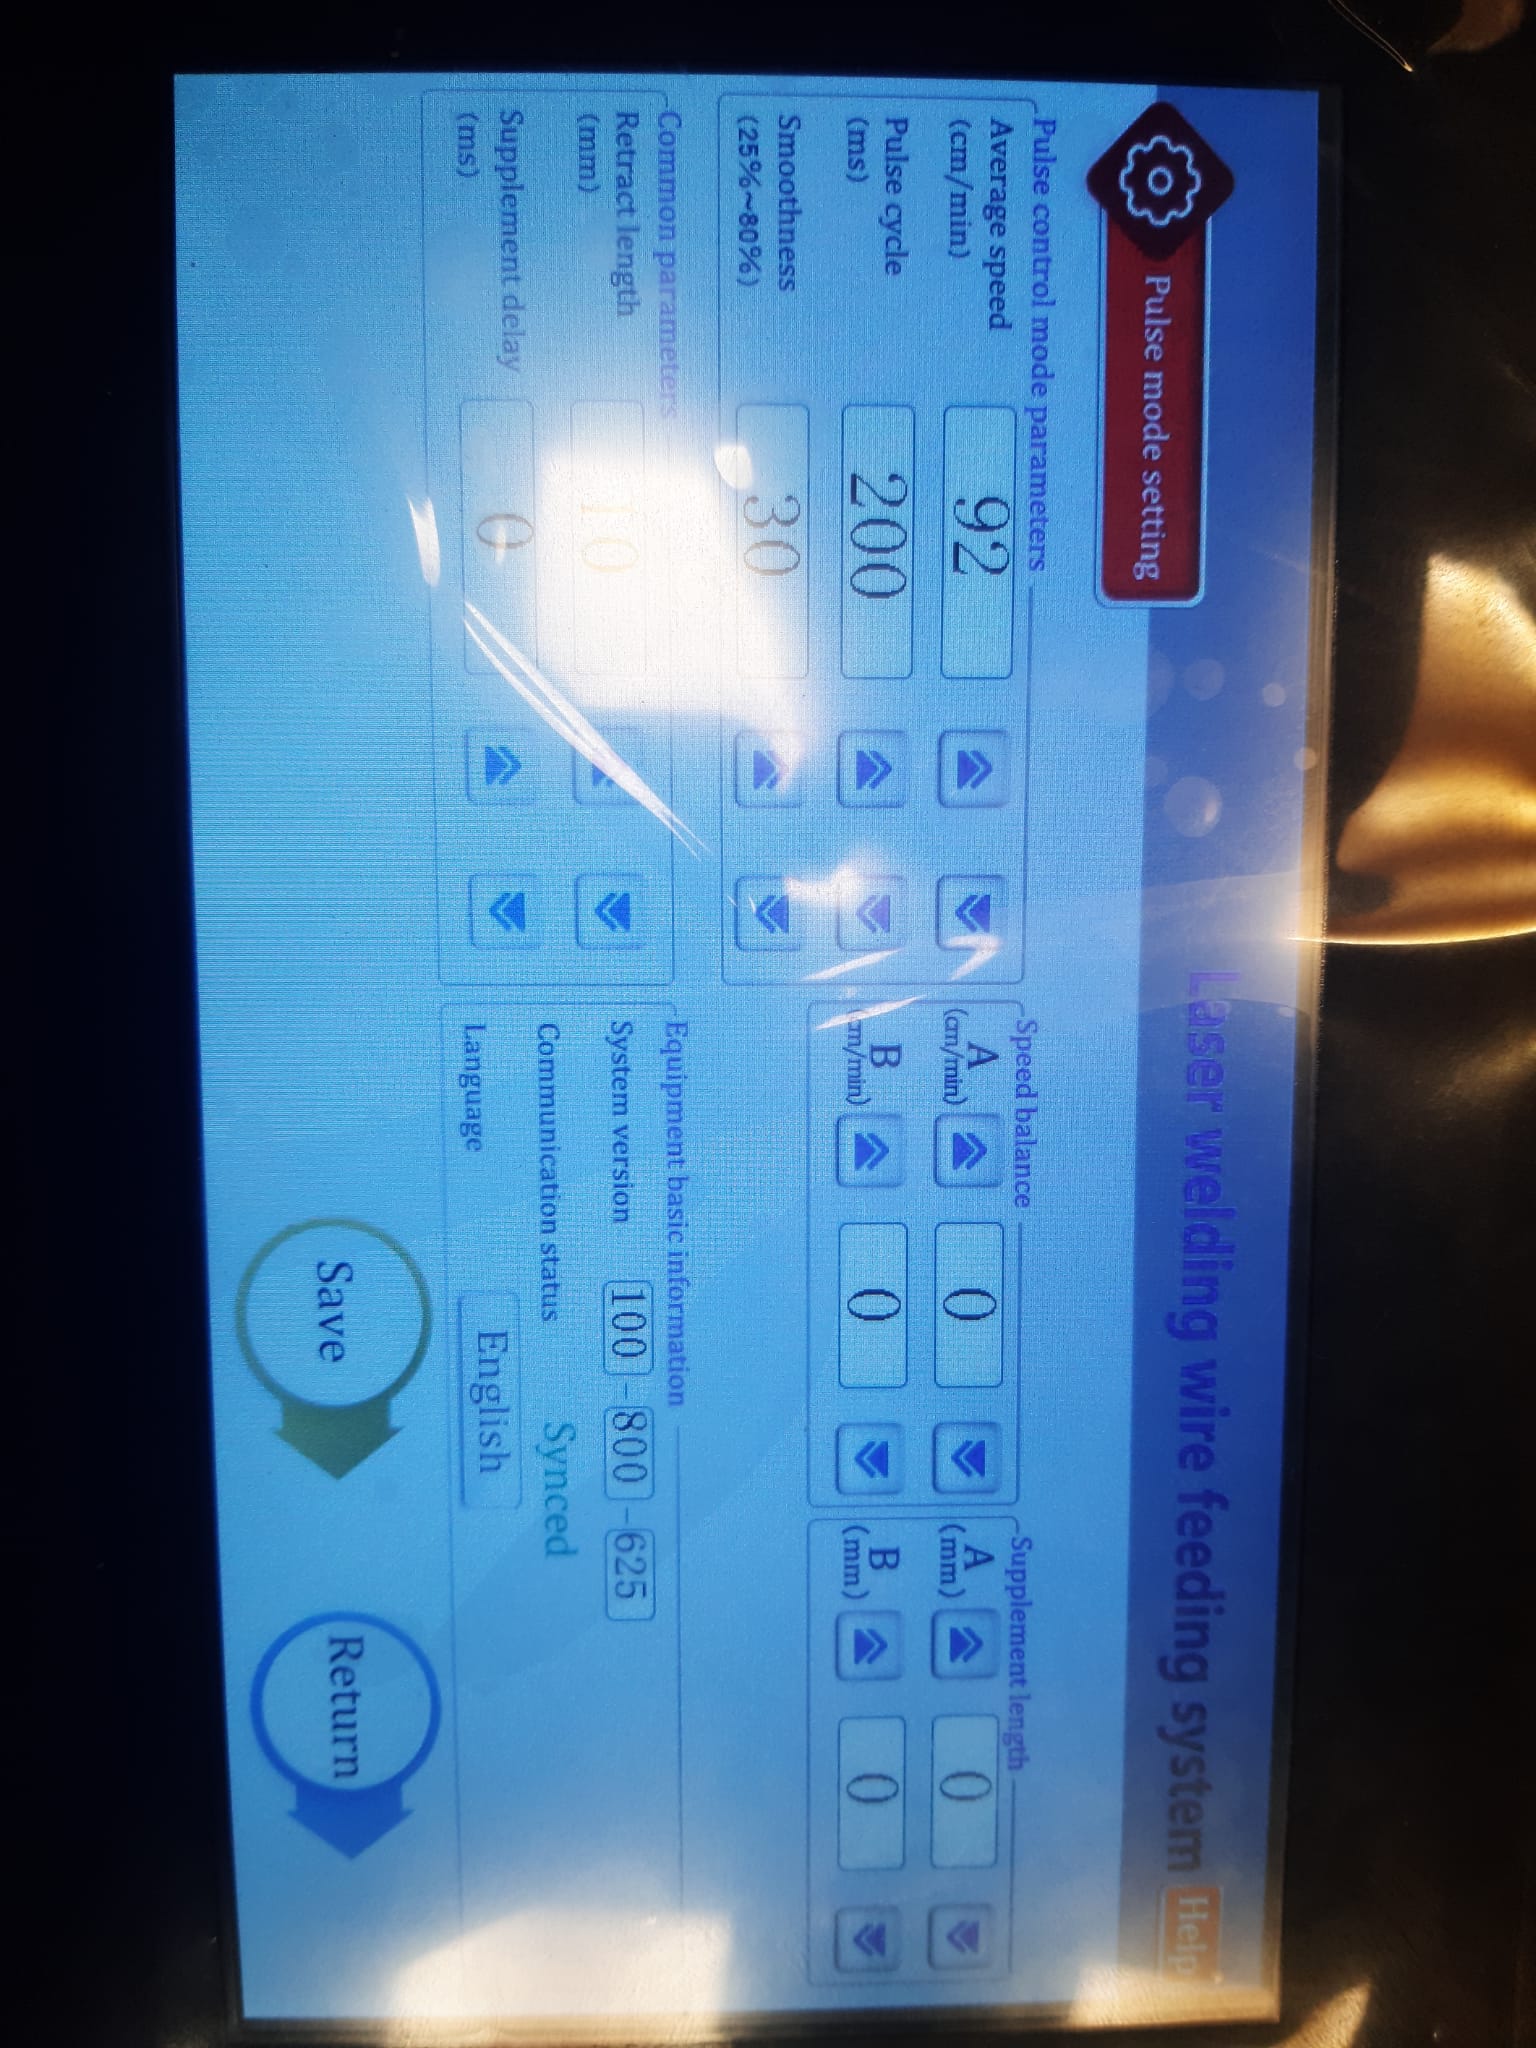 Laser welding wire feeding system Help
Pulse mode setting
Pulse control mode parameters
Average speed
(cm/min)
92
Pulse cycle
(ms)
200
Smoothness
(25%~80%)
30
Speed balance
A
(cm/min)
0
B
(cm/min)
0
Supplement length
A
(mm)
0
B
(mm)
0
Common parameters
Retract length
(mm)
10
Supplement delay
(ms)
0
Equipment basic information
System version 100-800-625
Communication status Synced
Language English
Save
Return